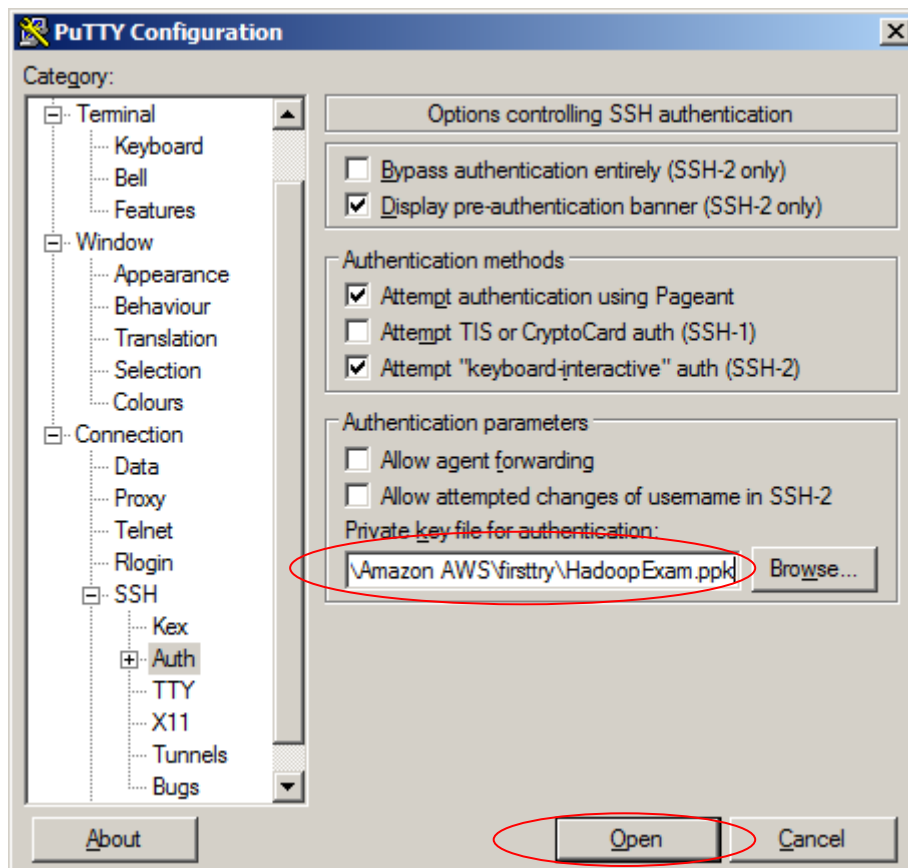 PuTTY Configuration
Category:
Terminal
Keyboard
Bell
Features
Window
Appearance
Behaviour
Translation
Selection
Colours
Connection
Data
Proxy
Telnet
Rlogin
SSH
Kex
Auth
TTY
X11
Tunnels
Bugs
Options controlling SSH authentication
Bypass authentication entirely (SSH-2 only)
Display pre-authentication banner (SSH-2 only)
Authentication methods
Attempt authentication using Pageant
Attempt TIS or CryptoCard auth (SSH-1)
Attempt "keyboard-interactive" auth (SSH-2)
Authentication parameters
Allow agent forwarding
Allow attempted changes of username in SSH-2
Private key file for authentication:
\Amazon AWS\firsttry\HadoopExam.ppk
Browse...
About
Open
Cancel